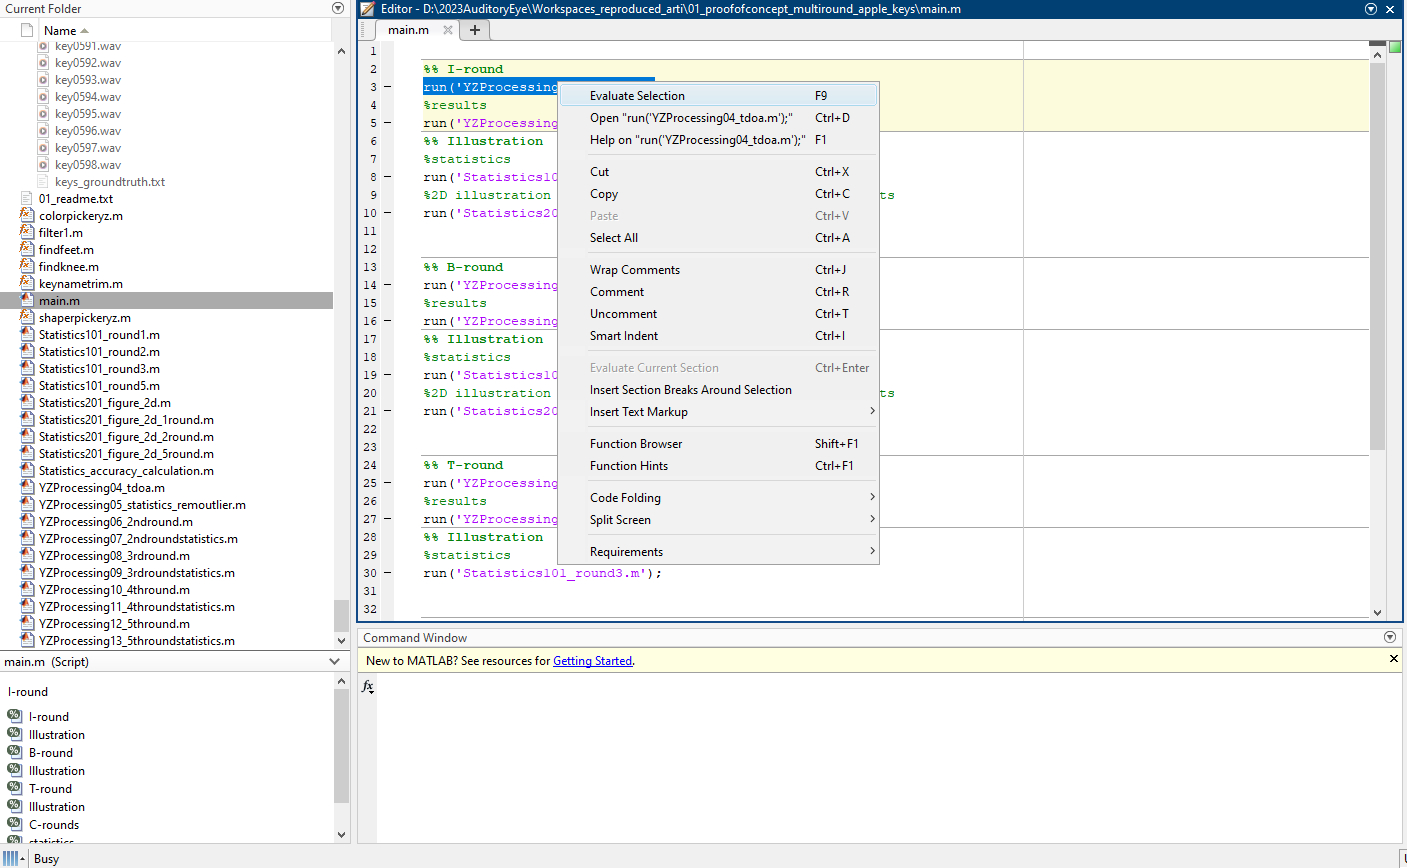 Current Folder
Name
key0591.wav
key0592.wav
key0593.wav
key0594.wav
key0595.wav
key0596.wav
key0597.wav
key0598.wav
keys_groundtruth.txt
01_readme.txt
colorpickeryz.m
filter1.m
findfeet.m
findknee.m
keynametrim.m
main.m
shaperpickeryz.m
Statistics101_round1.m
Statistics101_round2.m
Statistics101_round3.m
Statistics101_round5.m
Statistics201_figure_2d.m
Statistics201_figure_2d_1round.m
Statistics201_figure_2d_2round.m
Statistics201_figure_2d_5round.m
Statistics_accuracy_calculation.m
YZProcessing04_tdoa.m
YZProcessing05_statistics_remoutlier.m
YZProcessing06_2ndround.m
YZProcessing07_2ndroundstatistics.m
YZProcessing08_3rdround.m
YZProcessing09_3rdroundstatistics.m
YZProcessing10_4thround.m
YZProcessing11_4throundstatistics.m
YZProcessing12_5thround.m
YZProcessing13_5throundstatistics.m
main.m (Script)
I-round
I-round
Illustration
B-round
Illustration
T-round
Illustration
C-rounds
statistics
Busy
Editor - D:\2023AuditoryEye\Workspaces_reproduced_arti\01_proofofconcept_multiround_apple_keys\main.m
main.m
1
2 %% I-round
3 – run('YZProcessing
4 %results
5 – run('YZProcessing
6 %% Illustration
7 %statistics
8 – run('Statistics10
9 %2D illustration ts
10 – run('Statistics20
11
12
13 %% B-round
14 – run('YZProcessing
15 %results
16 – run('YZProcessing
17 %% Illustration
18 %statistics
19 – run('Statistics10
20 %2D illustration ts
21 – run('Statistics20
22
23
24 %% T-round
25 – run('YZProcessing
26 %results
27 – run('YZProcessing
28 %% Illustration
29 %statistics
30 – run('Statistics101_round3.m');
31
32
Evaluate Selection F9
Open "run('YZProcessing04_tdoa.m');" Ctrl+D
Help on "run('YZProcessing04_tdoa.m');" F1
Cut Ctrl+X
Copy Ctrl+C
Paste Ctrl+V
Select All Ctrl+A
Wrap Comments Ctrl+J
Comment Ctrl+R
Uncomment Ctrl+T
Smart Indent Ctrl+I
Evaluate Current Section Ctrl+Enter
Insert Section Breaks Around Selection
Insert Text Markup
Function Browser Shift+F1
Function Hints Ctrl+F1
Code Folding
Split Screen
Requirements
Command Window
New to MATLAB? See resources for Getting Started.
fx